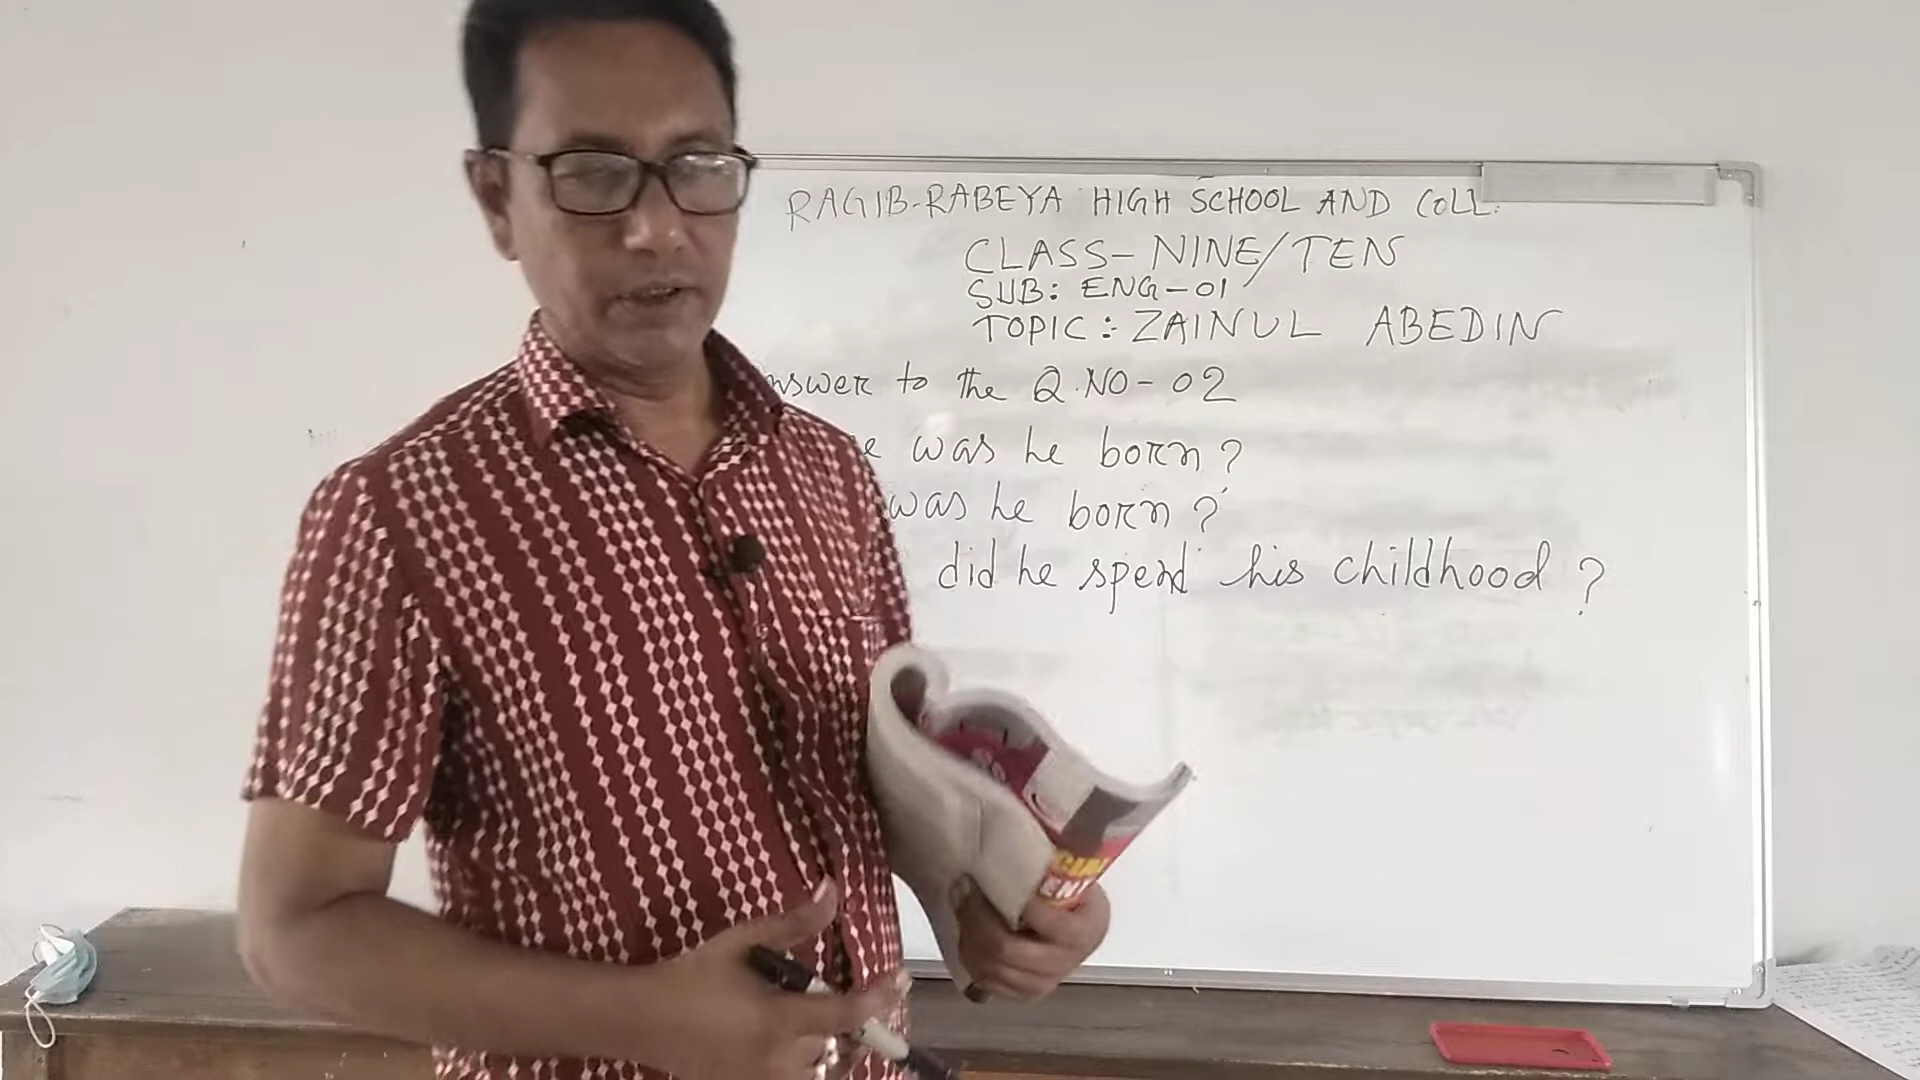 RAGIB-RABEYA HIGH SCHOOL AND COLL:
CLASS-NINE/TEN
SUB: ENG-01
TOPIC: ZAINUL ABEDIN
to the Q.NO-02
was he born?
was he born?
did he spend his childhood?